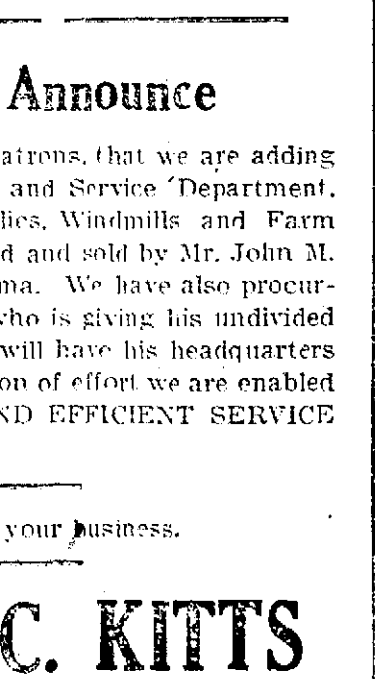 Announce
atrons, that we are adding
and Service Department,
lies, Windmills and Farm
d and sold by Mr. John M.
ma. We have also procur-
who is giving his undivided
will have his headquarters
on of effort we are enabled
ND EFFICIENT SERVICE
your business.
C. KITTS